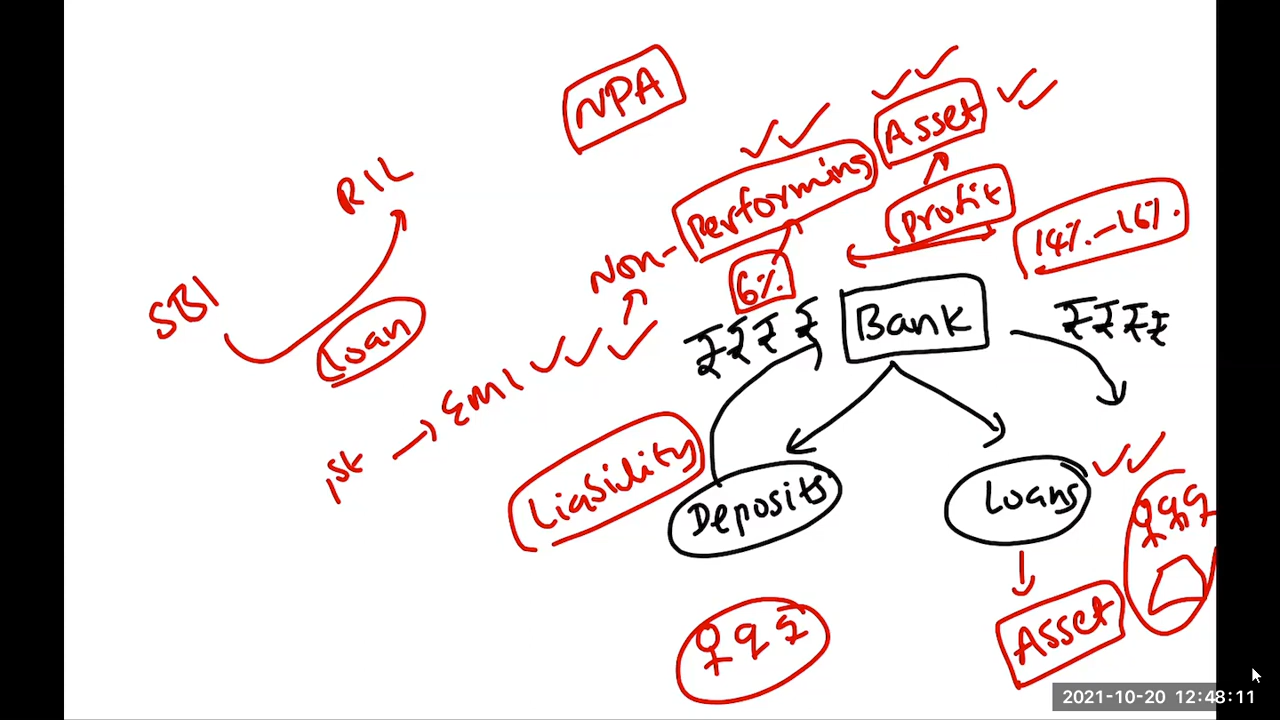 NPA
Asset
Performing
Non-
RIL
Profit
14%-16%
6%
SBI
Loan
₹ ₹ ₹ ₹
Bank
₹ ₹ ₹ ₹
1st → EMI
Liability
Deposits
Loans
Asset
2021-10-20 12:48:11